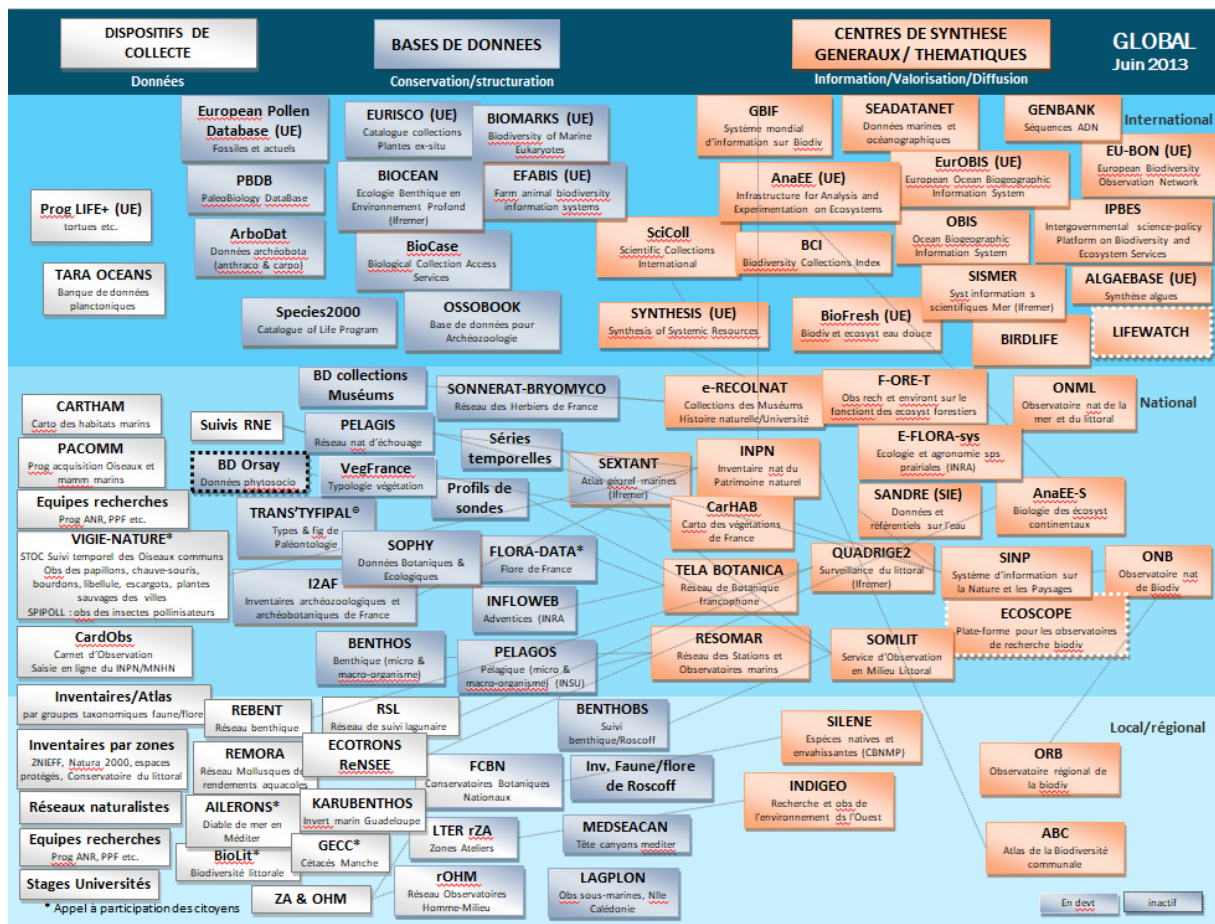 DISPOSITIFS DE
COLLECTE
Données
BASES DE DONNEES
Conservation/structuration
CENTRES DE SYNTHESE
GENERAUX/ THEMATIQUES
Information/Valorisation/Diffusion
GLOBAL
Juin 2013
International
Prog LIFE+ (UE)
tortues etc.
TARA OCEANS
Banque de données
planctoniques
European Pollen
Database (UE)
Fossiles et actuels
PBDB
PaleoBiology DataBase
ArboDat
Données archéobota
(anthraco & carpo)
Species2000
Catalogue of Life Program
EURISCO (UE)
Catalogue collections
Plantes ex-situ
BIOCEAN
Ecologie Benthique en
Environnement Profond (Ifremer)
BioCase
Biological Collection Access
Services
OSSOBOOK
Base de données pour
Archéozoologie
BIOMARKS (UE)
Biodiversity of Marine
Eukaryotes
EFABIS (UE)
Farm animal biodiversity
information systems
GBIF
Système mondial
d'information sur Biodiv
AnaEE (UE)
Infrastructure for Analysis and
Experimentation on Ecosystems
SciColl
Scientific Collections
International
BCI
Biodiversity Collections Index
SYNTHESIS (UE)
Synthesis of Systemic Resources
BioFresh (UE)
Biodiv et ecosyst eau douce
SEADATANET
Données marines et
océanographiques
EurOBIS (UE)
European Ocean Biogeographic
Information System
OBIS
Ocean Biogeographic
Information System
SISMER
Syst information s
scientifiques Mer (Ifremer)
BIRDLIFE
GENBANK
Séquences ADN
EU-BON (UE)
European Biodiversity
Observation Network
IPBES
Intergovernmental science-policy
Platform on Biodiversity and
Ecosystem Services
ALGAEBASE (UE)
Synthèse algues
LIFEWATCH
National
CARTHAM
Carto des habitats marins
PACOMM
Prog acquisition Oiseaux et
mamm marins
Equipes recherches
Prog ANR, PPF etc.
VIGIE-NATURE*
STOC Suivi temporel des Oiseaux communs
Obs des papillons, chauve-souris,
bourdons, libellule, escargots, plantes
sauvages des villes
SPIPOLL : obs des insectes pollinisateurs
CardObs
Carnet d'Observation
Saisie en ligne du INPN/MNHN
Suivis RNE
BD collections
Muséums
PELAGIS
Réseau nat d'échouage
BD Orsay
Données phytosocio
VegFrance
Typologie végétation
TRANS'TYFIPAL®
Types & fig de
Paléontologie
SOPHY
Données Botaniques &
Ecologiques
I2AF
Inventaires archéozoologiques et
archéobotaniques de France
BENTHOS
Benthique (micro &
macro-organisme)
SONNERAT-BRYOMYCO
Réseau des Herbiers de France
Séries
temporelles
Profils de
sondes
FLORA-DATA*
Flore de France
INFLOWEB
Adventices (INRA
PELAGOS
Pélagique (micro &
macro-organisme) (INSU)
SEXTANT
Atlas géoref marines
(Ifremer)
e-RECOLNAT
Collections des Muséums
Histoire naturelle/Université
INPN
Inventaire nat du
Patrimoine naturel
CarHAB
Carto des végétations
de France
TELA BOTANICA
Réseau de Botanique
francophone
RESOMAR
Réseau des Stations et
Observatoires marins
F-ORE-T
Obs rech et environt sur le
fonctiont des ecosyst forestiers
E-FLORA-sys
Ecologie et agronomie sps
prairiales (INRA)
SANDRE (SIE)
Données et
référentiels sur l'eau
QUADRIGE2
Surveillance du littoral
(Ifremer)
SOMLIT
Service d'Observation
en Milieu Littoral
ONML
Observatoire nat de la
mer et du littoral
AnaEE-S
Biologie des écosyst
continentaux
SINP
Système d'information sur
la Nature et les Paysages
ONB
Observatoire nat
de Biodiv
ECOSCOPE
Plate-forme pour les observatoires
de recherche biodiv
Local/régional
Inventaires/Atlas
par groupes taxonomiques faune/flore
Inventaires par zones
ZNIEFF, Natura 2000, espaces
protégés, Conservatoire du littoral
Réseaux naturalistes
Equipes recherches
Prog ANR, PPF etc.
Stages Universités
REBENT
Réseau benthique
REMORA
Réseau Mollusques des
rendements aquacoles
AILERONS*
Diable de mer en
Méditer
BioLit*
Biodiversité littorale
ZA & OHM
RSL
Réseau de suivi lagunaire
ECOTRONS
ReNSEE
KARUBENTHOS
Invert marin Guadeloupe
GECC*
Cétacés Manche
FCBN
Conservatoires Botaniques
Nationaux
LTER rZA
Zones Ateliers
rOHM
Réseau Observatoires
Homme-Milieu
BENTHOBS
Suivi
benthique/Roscoff
Inv. Faune/flore
de Roscoff
MEDSEACAN
Tête canyons mediter
LAGPLON
Obs sous-marines, Nlle
Calédonie
SILENE
Espèces natives et
envahissantes (CBNMP)
INDIGEO
Recherche et obs de
l'environnement ds l'Ouest
ORB
Observatoire régional de
la biodiv
ABC
Atlas de la Biodiversité
communale
* Appel à participation des citoyens
En devt
inactif